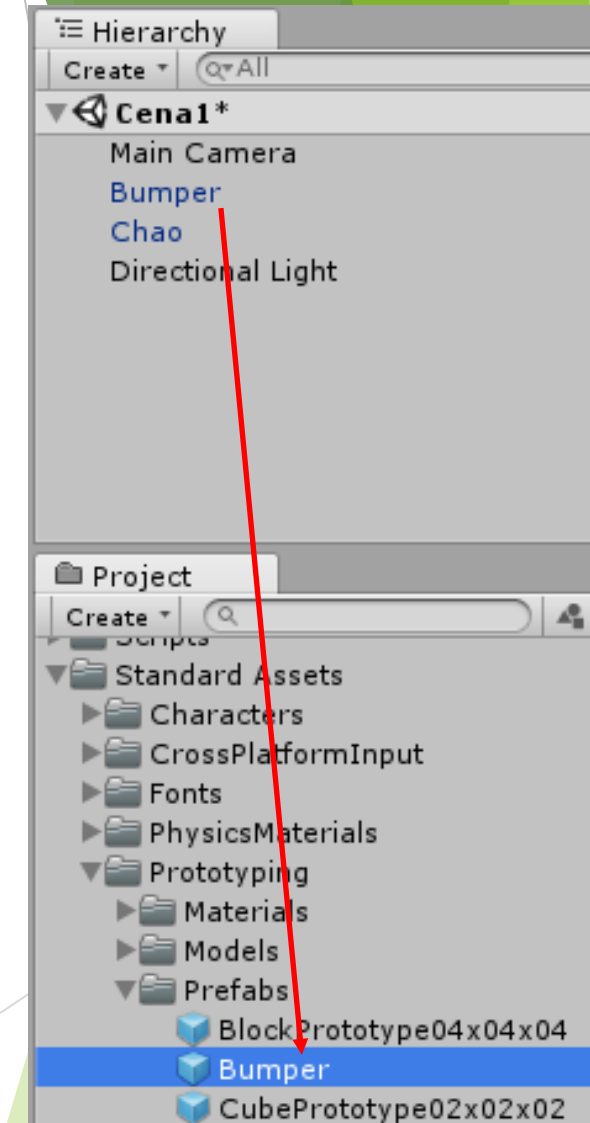 Hierarchy
Create All
Cena1*
Main Camera
Bumper
Chao
Directional Light
Project
Create
Scripts
Standard Assets
Characters
CrossPlatformInput
Fonts
PhysicsMaterials
Prototyping
Materials
Models
Prefabs
BlockPrototype04x04x04
Bumper
CubePrototype02x02x02